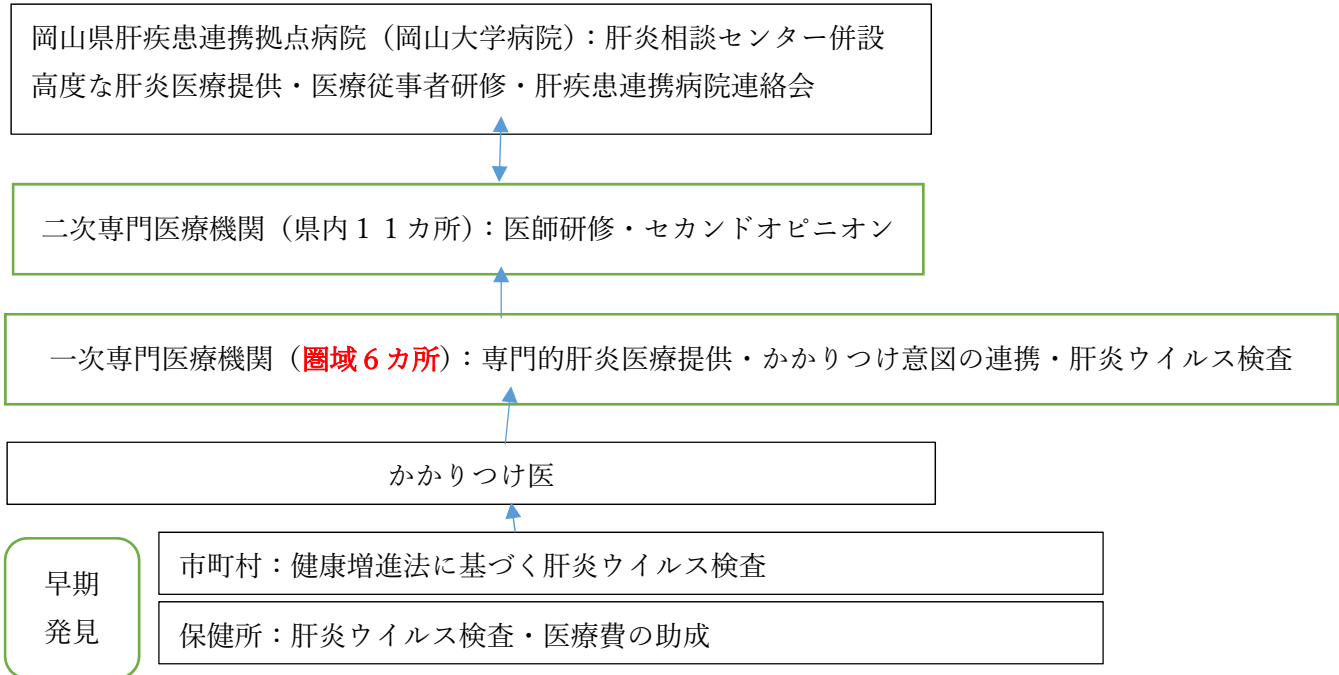 岡山県肝疾患連携拠点病院（岡山大学病院）：肝炎相談センター併設
高度な肝炎医療提供・医療従事者研修・肝疾患連携病院連絡会
二次専門医療機関（県内１１カ所）：医師研修・セカンドオピニオン
一次専門医療機関（圏域６カ所）：専門的肝炎医療提供・かかりつけ意図の連携・肝炎ウイルス検査
かかりつけ医
早期
発見
市町村：健康増進法に基づく肝炎ウイルス検査
保健所：肝炎ウイルス検査・医療費の助成